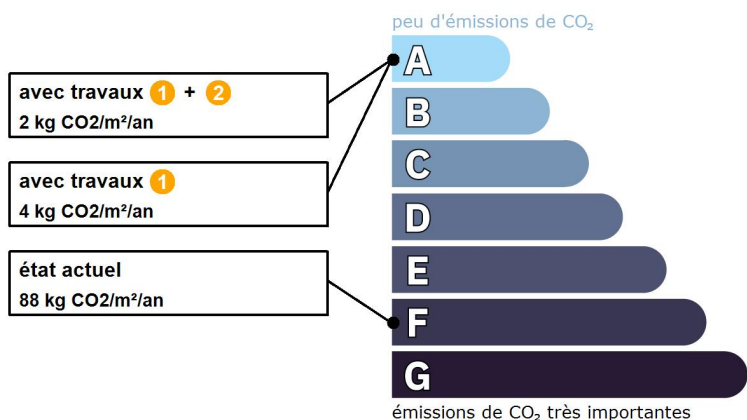 peu d'émissions de CO₂
A
avec travaux 1 + 2
2 kg CO2/m²/an
B
C
avec travaux 1
4 kg CO2/m²/an
D
E
état actuel
88 kg CO2/m²/an
F
G
émissions de CO₂ très importantes